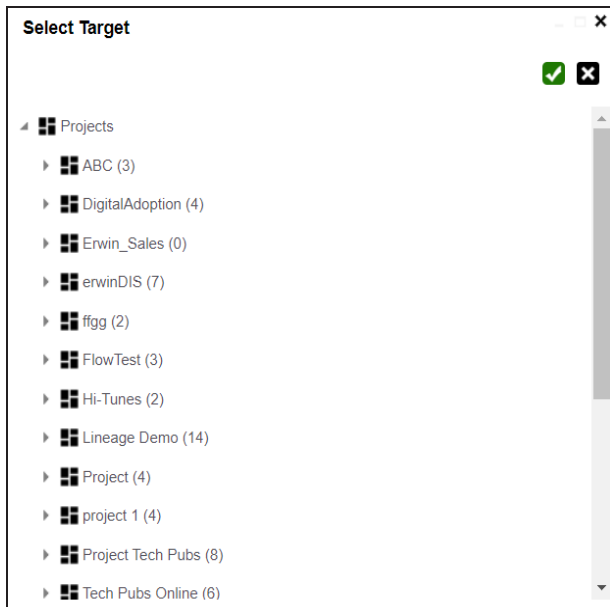 Select Target
Projects
ABC (3)
DigitalAdoption (4)
Erwin_Sales (0)
erwinDIS (7)
ffgg (2)
FlowTest (3)
Hi-Tunes (2)
Lineage Demo (14)
Project (4)
project 1 (4)
Project Tech Pubs (8)
Tech Pubs Online (6)